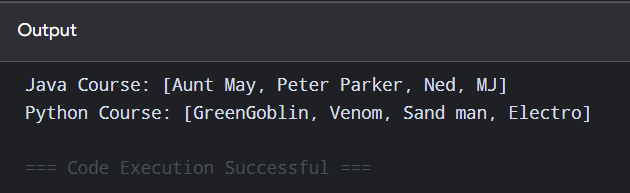 Output
Java Course: [Aunt May, Peter Parker, Ned, MJ]
Python Course: [GreenGoblin, Venom, Sand man, Electro]
=== Code Execution Successful ===